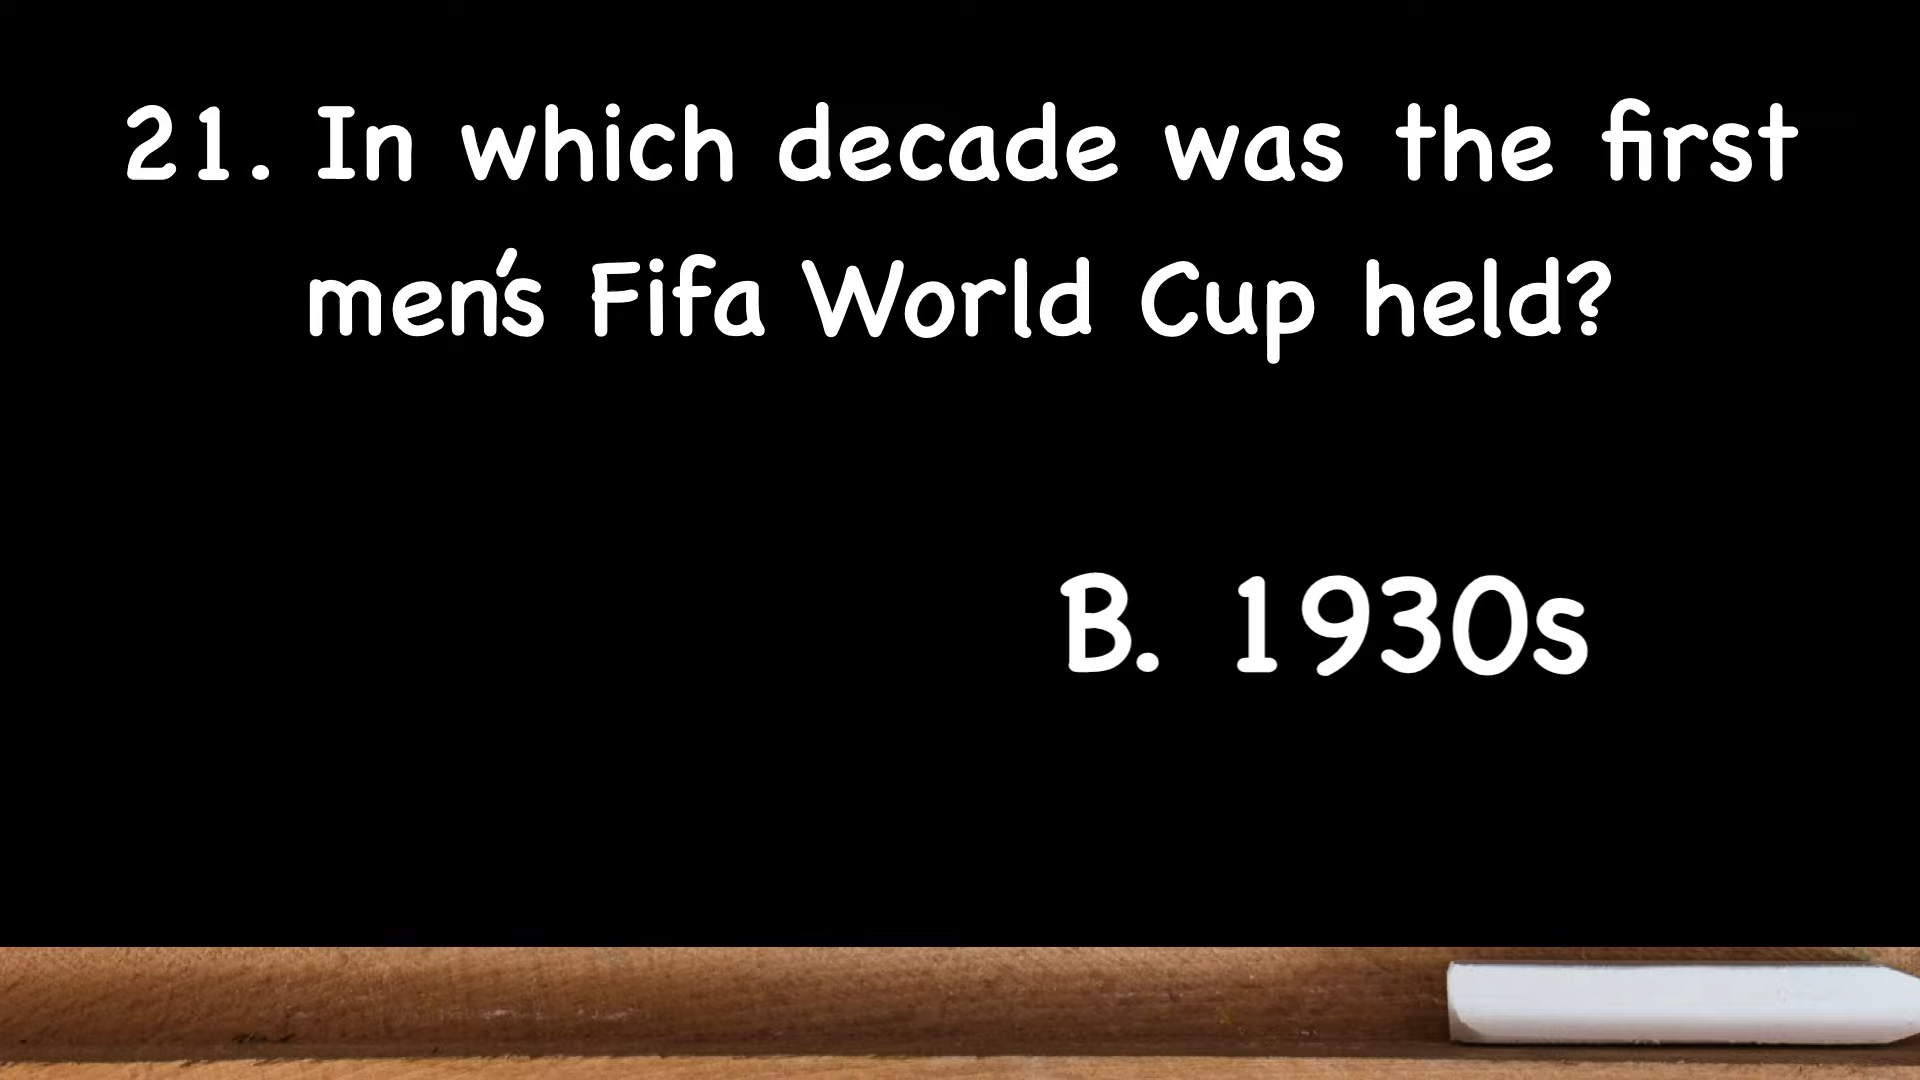 21. In which decade was the first
men's Fifa World Cup held?
B. 1930s